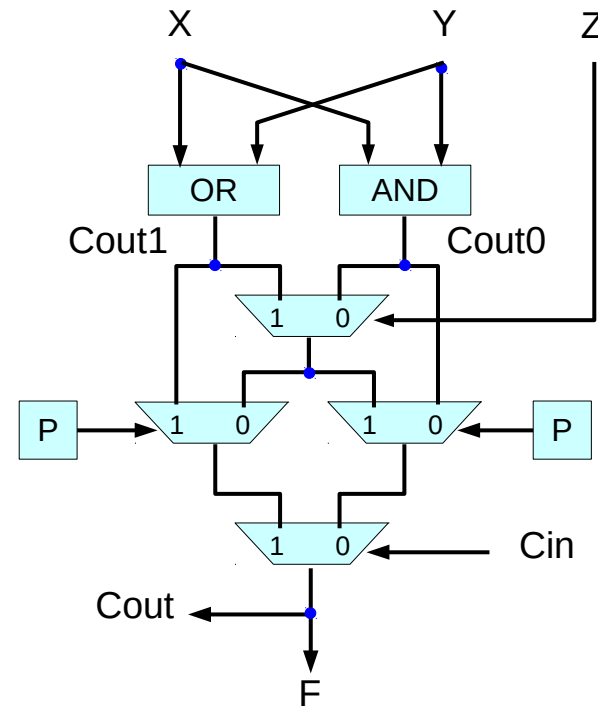 X Y Z
OR AND
Cout1 Cout0
1 0
P 1 0 1 0 P
1 0 Cin
Cout
F